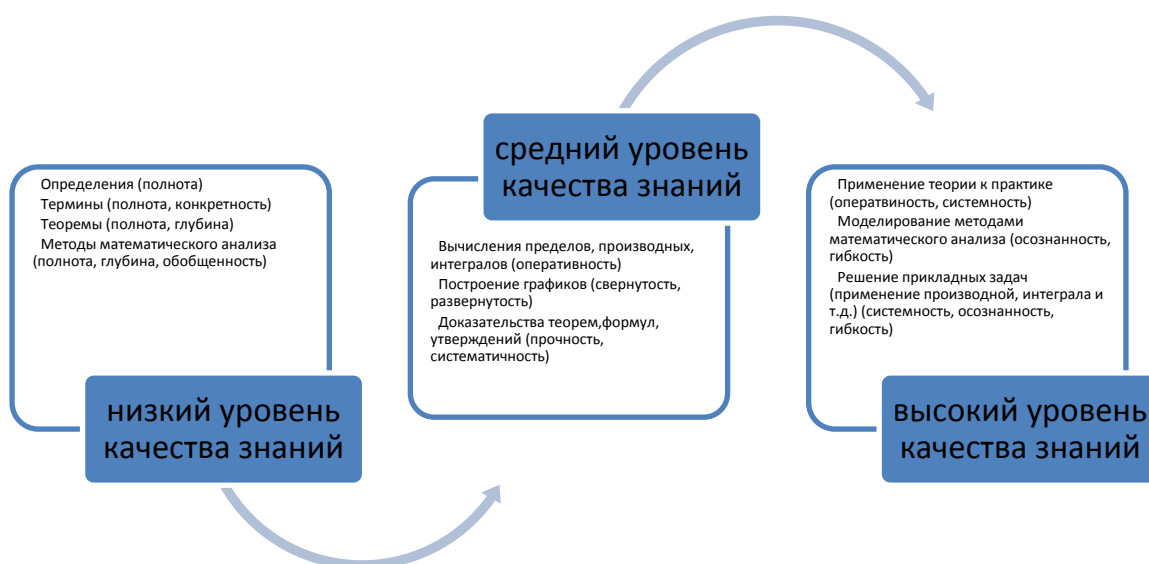 Определения (полнота)
Термины (полнота, конкретность)
Теоремы (полнота, глубина)
Методы математического анализа
(полнота, глубина, обобщенность)
низкий уровень
качества знаний
средний уровень
качества знаний
Вычисления пределов, производных,
интегралов (оперативность)
Построение графиков (свернутость,
развернутость)
Доказательства теорем,формул,
утверждений (прочность,
систематичность)
Применение теории к практике
(оператвиность, системность)
Моделирование методами
математического анализа (осознанность,
гибкость)
Решение прикладных задач
(применение производной, интеграла и
т.д.) (системность, осознанность,
гибкость)
высокий уровень
качества знаний